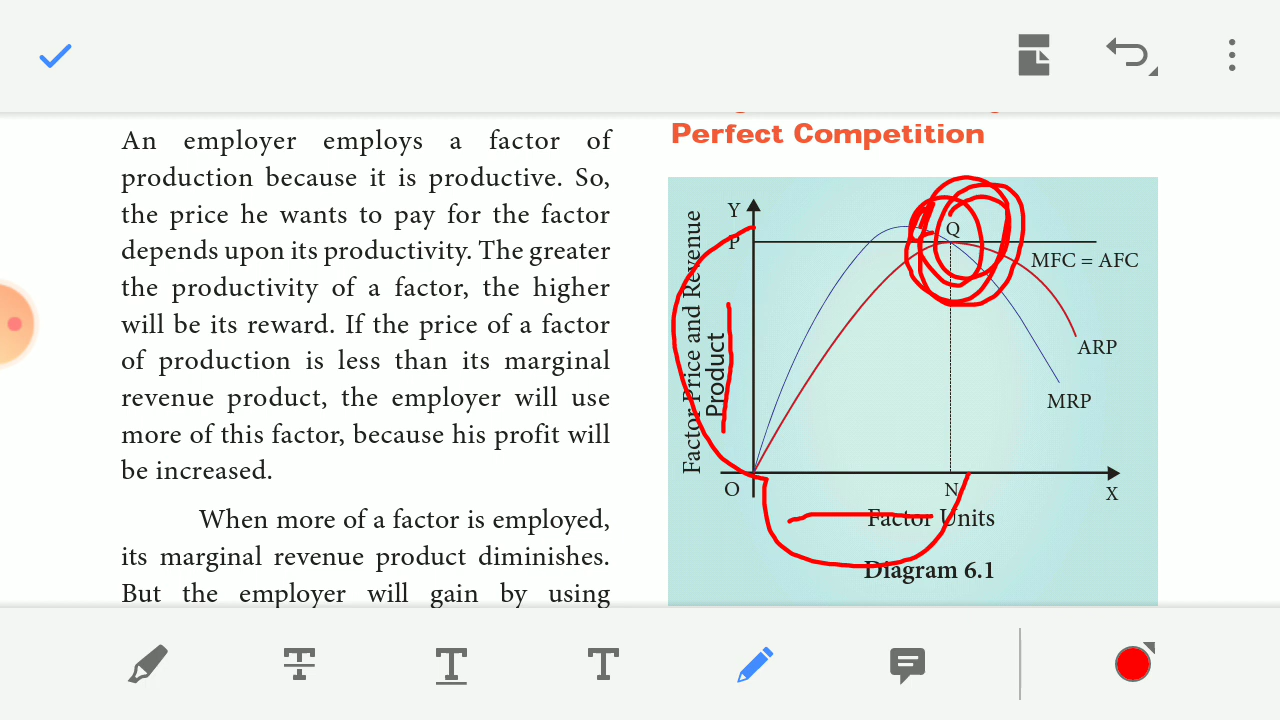 An employer employs a factor of
production because it is productive. So,
the price he wants to pay for the factor
depends upon its productivity. The greater
the productivity of a factor, the higher
will be its reward. If the price of a factor
of production is less than its marginal
revenue product, the employer will use
more of this factor, because his profit will
be increased.
When more of a factor is employed,
its marginal revenue product diminishes.
But the employer will gain by using
Perfect Competition
Factor Price and Revenue
Product
Y
P
Q
MFC = AFC
ARP
MRP
O
N
X
Factor Units
Diagram 6.1